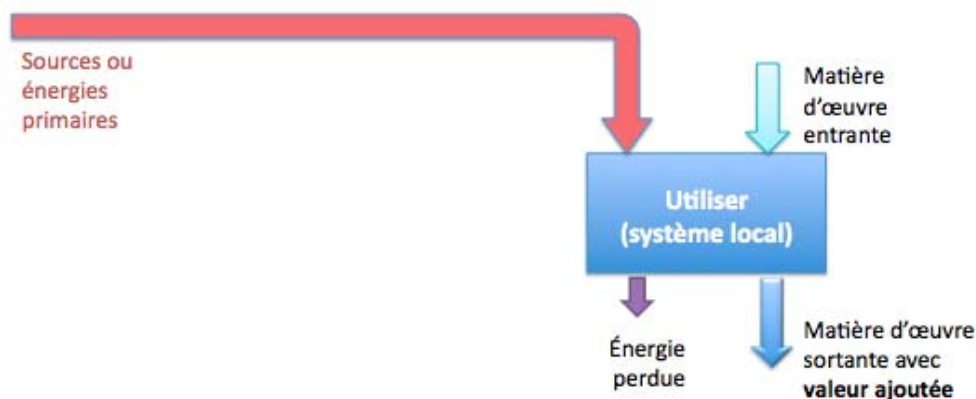 Sources ou
énergies
primaires
Matière
d'œuvre
entrante
Utiliser
(système local)
Énergie
perdue
Matière d'œuvre
sortante avec
valeur ajoutée